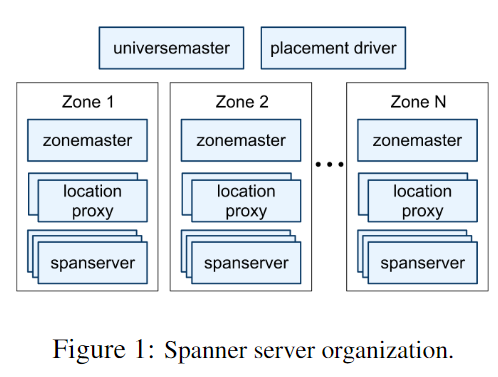 universemaster placement driver
Zone 1 Zone 2 Zone N
zonemaster zonemaster zonemaster
...
location location location
proxy proxy proxy
spanserver spanserver spanserver
Figure 1: Spanner server organization.